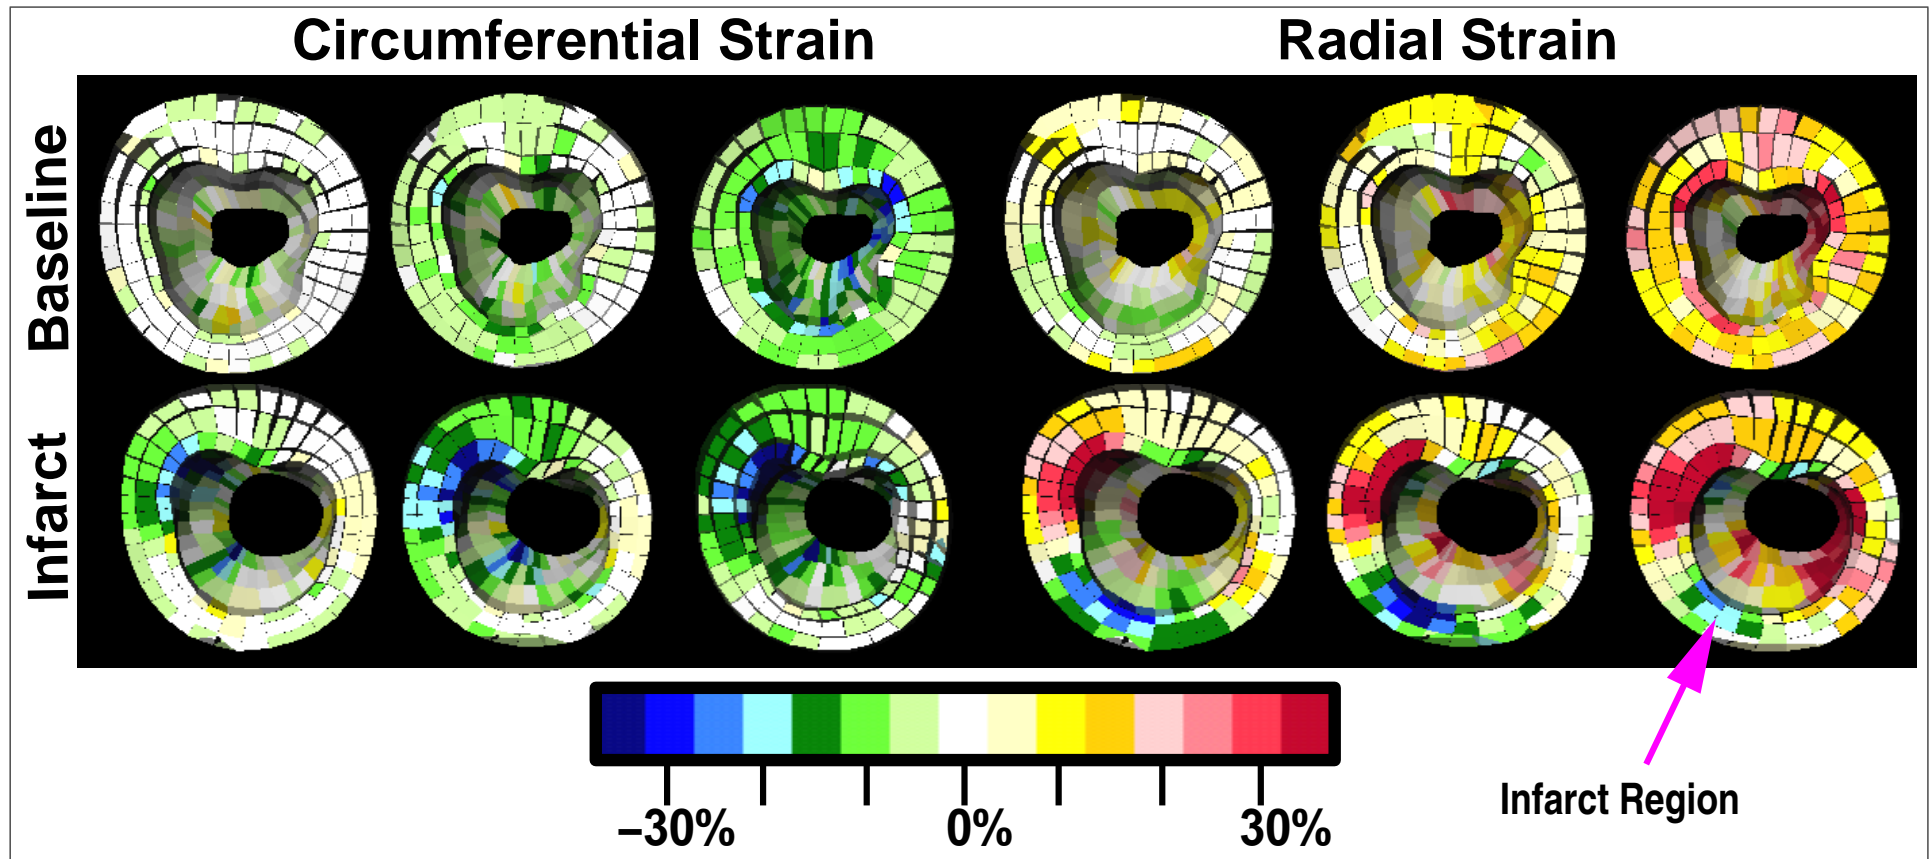 Circumferential Strain
Radial Strain
Baseline
Infarct
−30%
0%
30%
Infarct Region